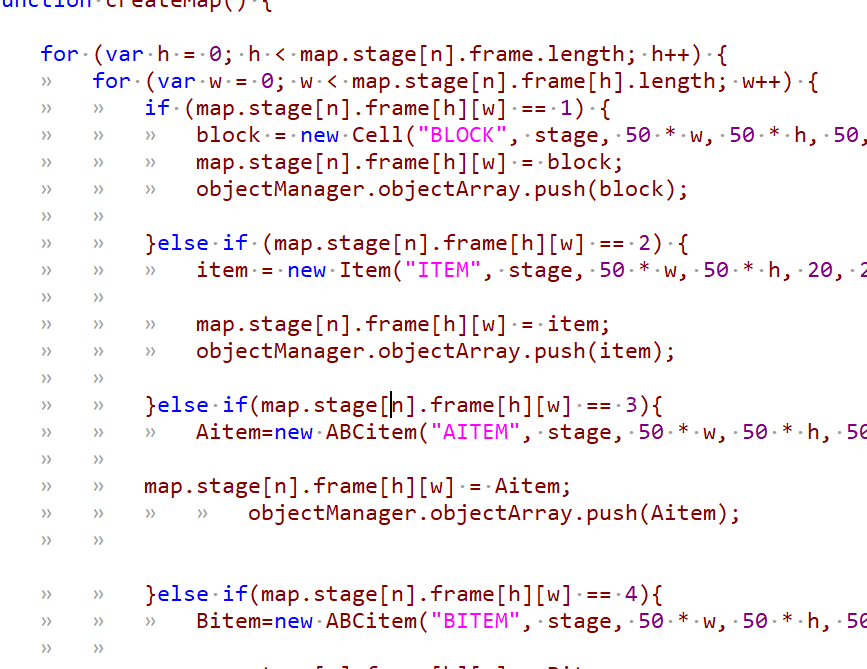 function createMap() {
for (var h = 0; h < map.stage[n].frame.length; h++) {
for (var w = 0; w < map.stage[n].frame[h].length; w++) {
if (map.stage[n].frame[h][w] == 1) {
block = new Cell("BLOCK", stage, 50 * w, 50 * h, 50,
map.stage[n].frame[h][w] = block;
objectManager.objectArray.push(block);
}else if (map.stage[n].frame[h][w] == 2) {
item = new Item("ITEM", stage, 50 * w, 50 * h, 20, 2
map.stage[n].frame[h][w] = item;
objectManager.objectArray.push(item);
}else if(map.stage[n].frame[h][w] == 3){
Aitem=new ABCitem("AITEM", stage, 50 * w, 50 * h, 50
map.stage[n].frame[h][w] = Aitem;
objectManager.objectArray.push(Aitem);
}else if(map.stage[n].frame[h][w] == 4){
Bitem=new ABCitem("BITEM", stage, 50 * w, 50 * h, 50